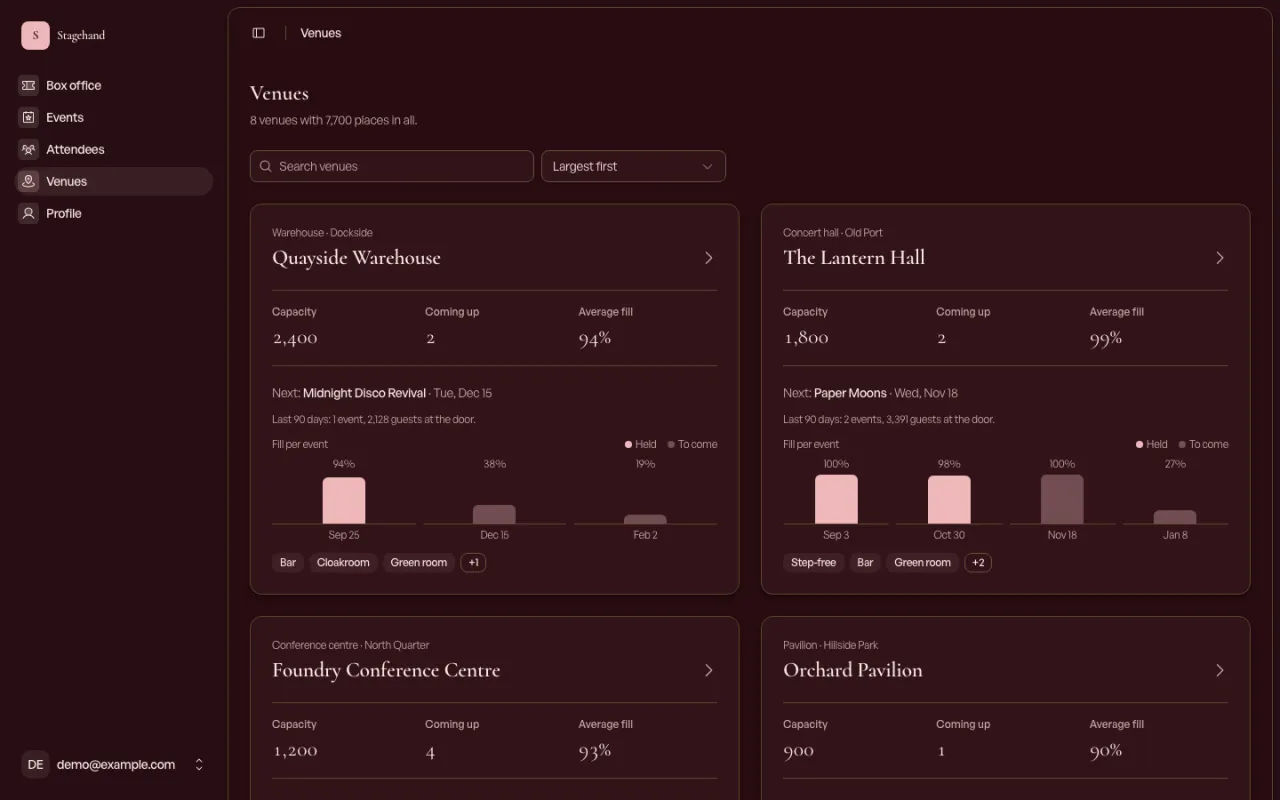 S Stagehand
Box office
Events
Attendees
Venues
Profile
DE demo@example.com
Venues
Venues
8 venues with 7,700 places in all.
Search venues
Largest first
Warehouse · Dockside
Quayside Warehouse
Capacity Coming up Average fill
2,400 2 94%
Next: Midnight Disco Revival · Tue, Dec 15
Last 90 days: 1 event, 2,128 guests at the door.
Fill per event Held To come
94% 38% 19%
Sep 25 Dec 15 Feb 2
Bar Cloakroom Green room +1
Concert hall · Old Port
The Lantern Hall
Capacity Coming up Average fill
1,800 2 99%
Next: Paper Moons · Wed, Nov 18
Last 90 days: 2 events, 3,391 guests at the door.
Fill per event Held To come
100% 98% 100% 27%
Sep 3 Oct 30 Nov 18 Jan 8
Step-free Bar Green room +2
Conference centre · North Quarter
Foundry Conference Centre
Capacity Coming up Average fill
1,200 4 93%
Pavilion · Hillside Park
Orchard Pavilion
Capacity Coming up Average fill
900 1 90%